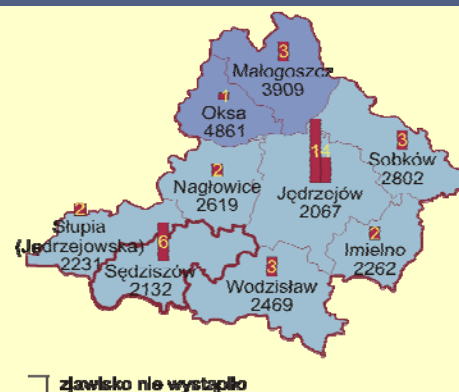 3
Małogoszcz
3909
1
Oksa
4861
14
Jędrzejów
2067
3
Sobków
2802
2
Nagłowice
2619
2
Słupia
(Jędrzejowska)
2231
6
Sędziszów
2132
3
Wodzisław
2469
2
Imielno
2262
zjawisko nie wystąpiło